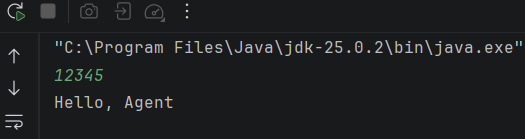 "C:\Program Files\Java\jdk-25.0.2\bin\java.exe"
12345
Hello, Agent